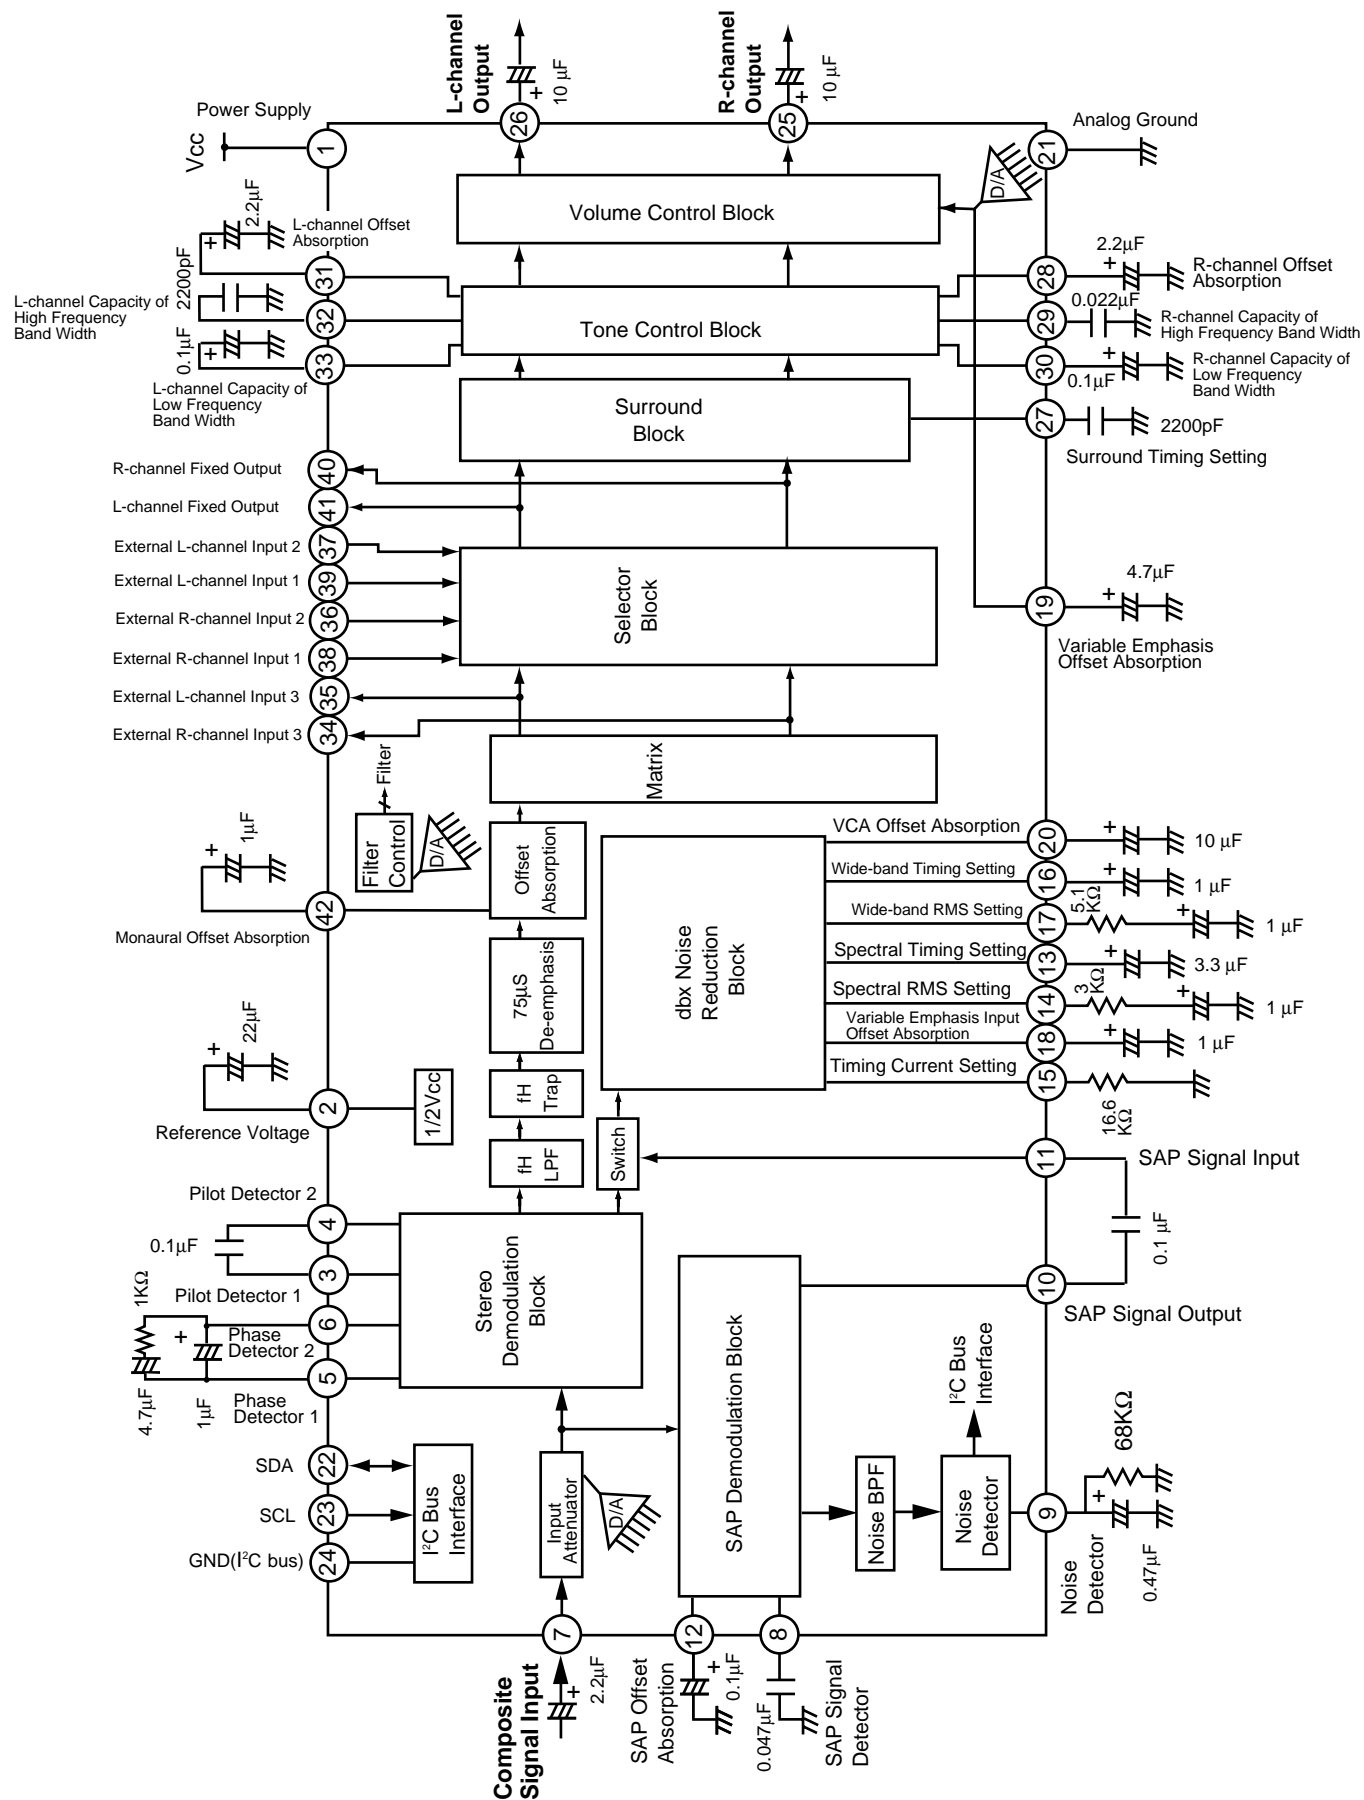 L-channel
Output
10 µF
26
R-channel
Output
10 µF
25
Power Supply
Vcc
1
Analog Ground
21
D/A
Volume Control Block
+
2.2µF
L-channel Offset
Absorption
31
2200pF
L-channel Capacity of
High Frequency
Band Width
32
+
0.1µF
33
L-channel Capacity of
Low Frequency
Band Width
Tone Control Block
28
2.2µF
+
R-channel Offset
Absorption
29
0.022µF
R-channel Capacity of
High Frequency Band Width
30
+
0.1µF
R-channel Capacity of
Low Frequency
Band Width
Surround
Block
27
2200pF
Surround Timing Setting
R-channel Fixed Output
40
L-channel Fixed Output
41
External L-channel Input 2
37
External L-channel Input 1
39
External R-channel Input 2
36
External R-channel Input 1
38
External L-channel Input 3
35
External R-channel Input 3
34
Selector
Block
19
+
4.7µF
Variable Emphasis
Offset Absorption
Matrix
Filter
Filter
Control
D/A
+
1µF
42
Monaural Offset Absorption
Offset
Absorption
75µS
De-emphasis
fH
Trap
fH
LPF
Switch
dbx Noise
Reduction
Block
VCA Offset Absorption
20
+
10 µF
Wide-band Timing Setting
16
+
1 µF
Wide-band RMS Setting
17
5.1
KΩ
+
1 µF
Spectral Timing Setting
13
+
3.3 µF
Spectral RMS Setting
14
3
KΩ
+
1 µF
Variable Emphasis Input
Offset Absorption
18
+
1 µF
Timing Current Setting
15
16.6
KΩ
+
22µF
2
Reference Voltage
1/2Vcc
11
SAP Signal Input
0.1 µF
10
SAP Signal Output
Pilot Detector 2
4
0.1µF
3
Pilot Detector 1
1KΩ
6
+
Phase
Detector 2
5
4.7µF
1µF
Phase
Detector 1
Stereo
Demodulation
Block
SDA
22
SCL
23
GND(I²C bus)
24
I²C Bus
Interface
Input
Attenuator
D/A
SAP Demodulation Block
Noise BPF
Noise
Detector
I²C Bus
Interface
9
Noise
Detector
+
68KΩ
0.47µF
7
Composite
Signal Input
+
2.2µF
12
SAP Offset
Absorption
+
0.1µF
8
0.047µF
SAP Signal
Detector